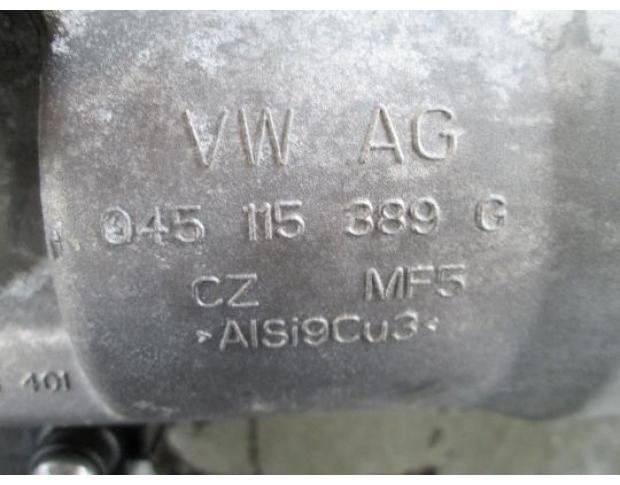 VW AG
045 115 389 G
CZ MF5
>AlSi9Cu3<
401